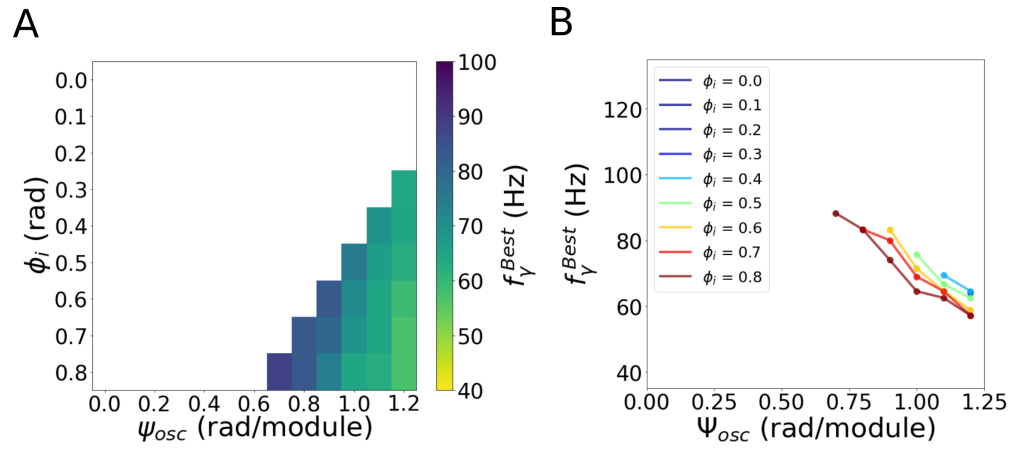 A
0.0
0.1
0.2
0.3
0.4
0.5
0.6
0.7
0.8
ϕi (rad)
0.0 0.2 0.4 0.6 0.8 1.0 1.2
ψosc (rad/module)
100
90
80
70
60
50
40
fγBest (Hz)
B
120
100
80
60
40
fγBest (Hz)
ϕi = 0.0
ϕi = 0.1
ϕi = 0.2
ϕi = 0.3
ϕi = 0.4
ϕi = 0.5
ϕi = 0.6
ϕi = 0.7
ϕi = 0.8
0.00 0.25 0.50 0.75 1.00 1.25
Ψosc (rad/module)